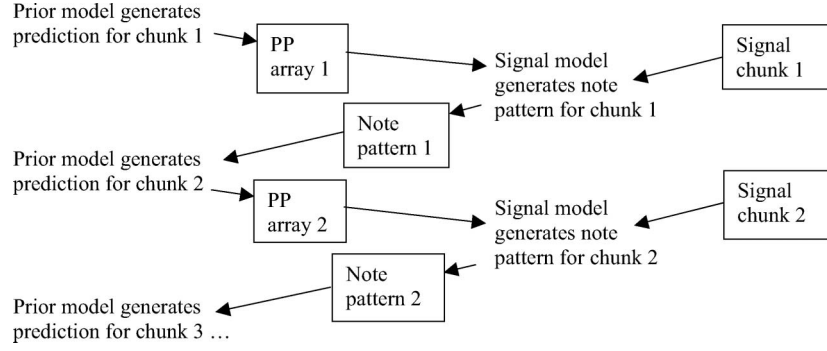 Prior model generates
prediction for chunk 1
PP
array 1
Signal model
generates note
pattern for chunk 1
Signal
chunk 1
Note
pattern 1
Prior model generates
prediction for chunk 2
PP
array 2
Signal model
generates note
pattern for chunk 2
Signal
chunk 2
Note
pattern 2
Prior model generates
prediction for chunk 3 …